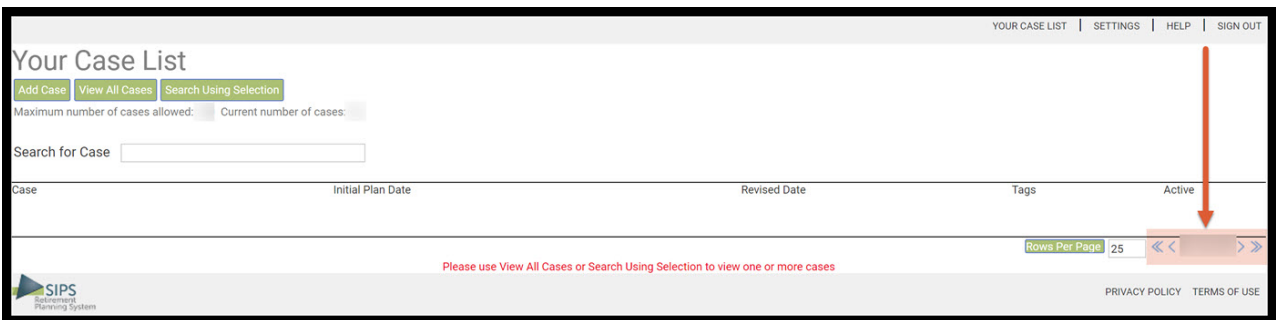 YOUR CASE LIST | SETTINGS | HELP | SIGN OUT
Your Case List
Add Case View All Cases Search Using Selection
Maximum number of cases allowed: Current number of cases:
Search for Case
Case Initial Plan Date Revised Date Tags Active
Rows Per Page 25 « < > »
Please use View All Cases or Search Using Selection to view one or more cases
SIPS
Retirement
Planning System
PRIVACY POLICY TERMS OF USE